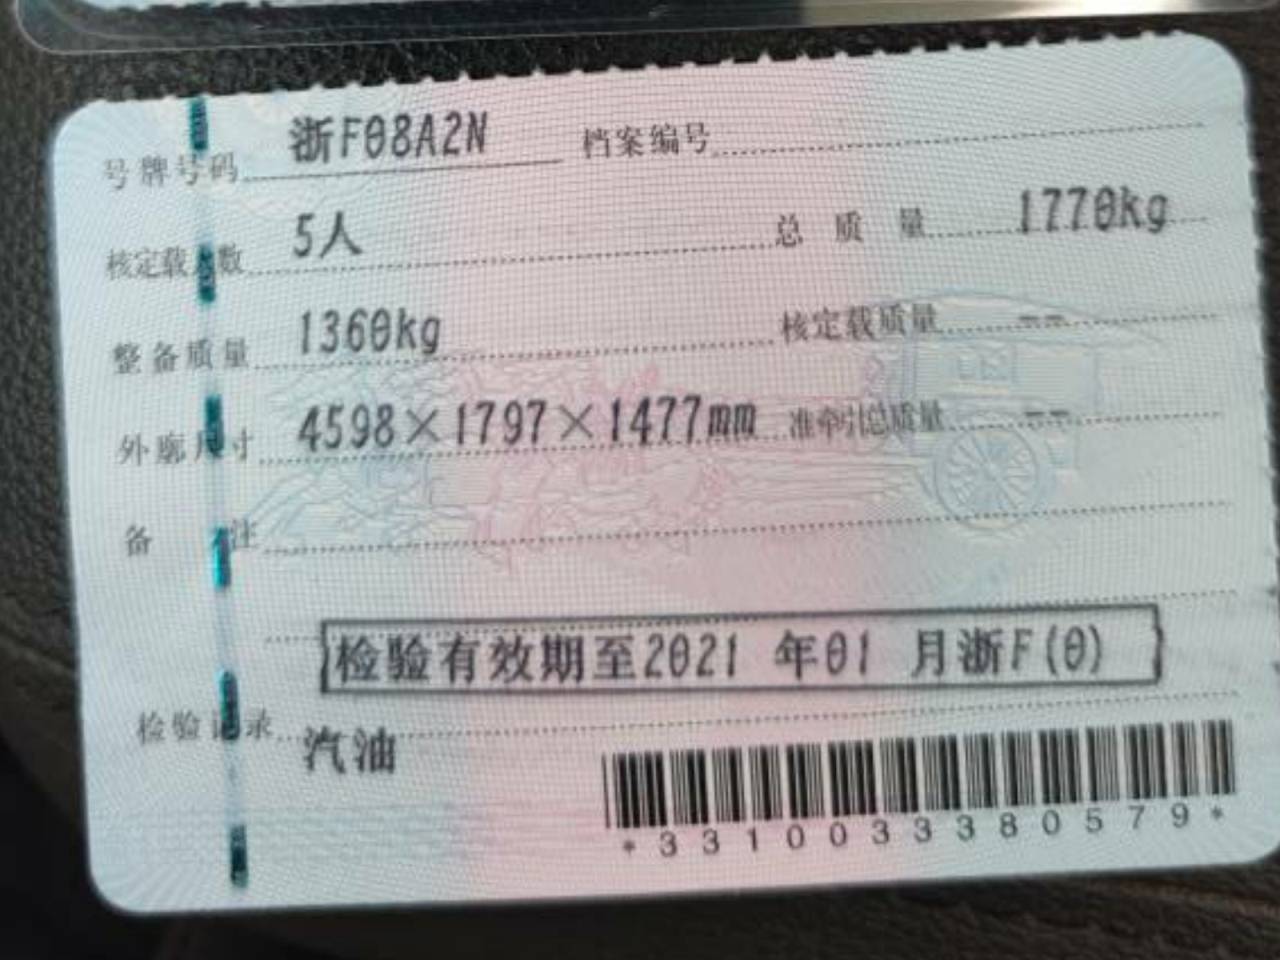 号牌号码 浙F08A2N 档案编号
核定载人数 5人 总质量 1770kg
整备质量 1360kg 核定载质量 --
外廓尺寸 4598×1797×1477mm 准牵引总质量 --
备注
检验有效期至2021 年01 月浙F(0)
检验记录
汽油
*3310033380579*